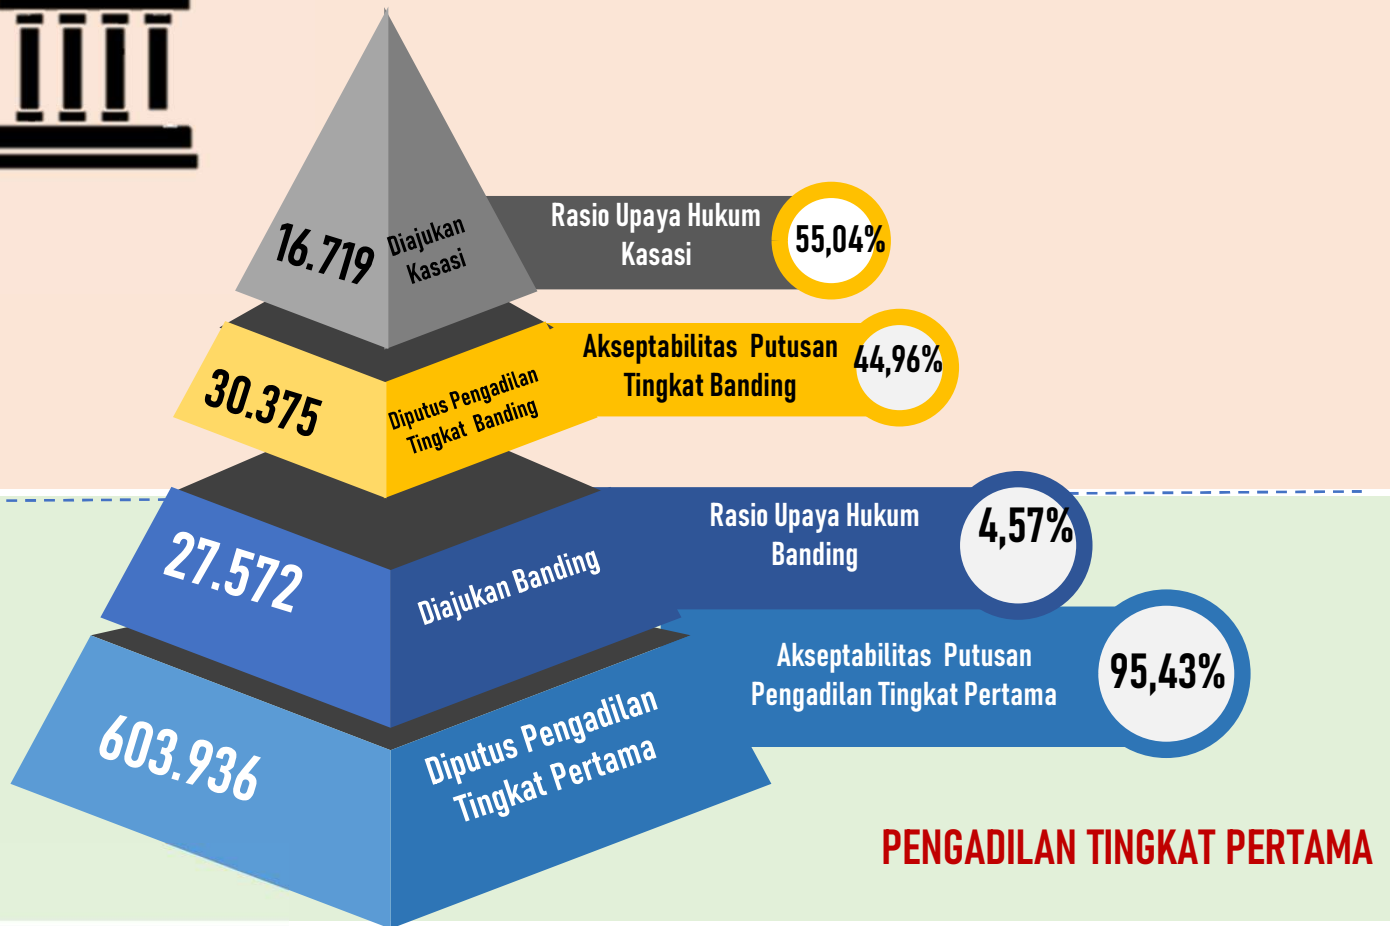 16.719
Diajukan
Kasasi
Rasio Upaya Hukum
Kasasi
55,04%
30.375
Diputus Pengadilan
Tingkat Banding
Akseptabilitas Putusan
Tingkat Banding
44,96%
27.572
Diajukan Banding
Rasio Upaya Hukum
Banding
4,57%
603.936
Diputus Pengadilan
Tingkat Pertama
Akseptabilitas Putusan
Pengadilan Tingkat Pertama
95,43%
PENGADILAN TINGKAT PERTAMA